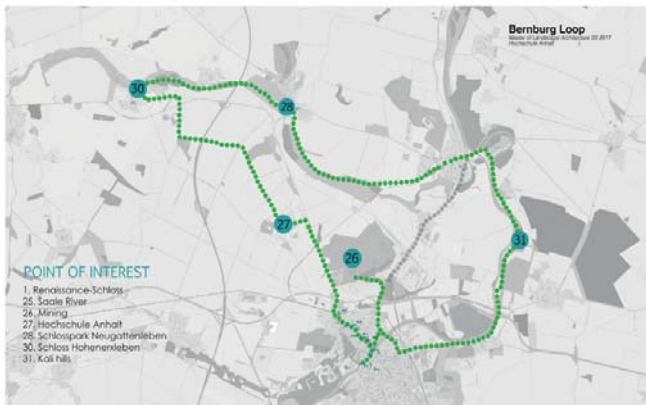 Bernburg Loop
Master of Landscape Architecture SS 2017
Hochschule Anhalt
30
28
27
26
31
POINT OF INTEREST
1, Renaissance-Schloss
25, Saale River
26, Mining
27, Hochschule Anhalt
28, Schlosspark Neugattersleben
30, Schloss Hohenerxleben
31, Kali hills